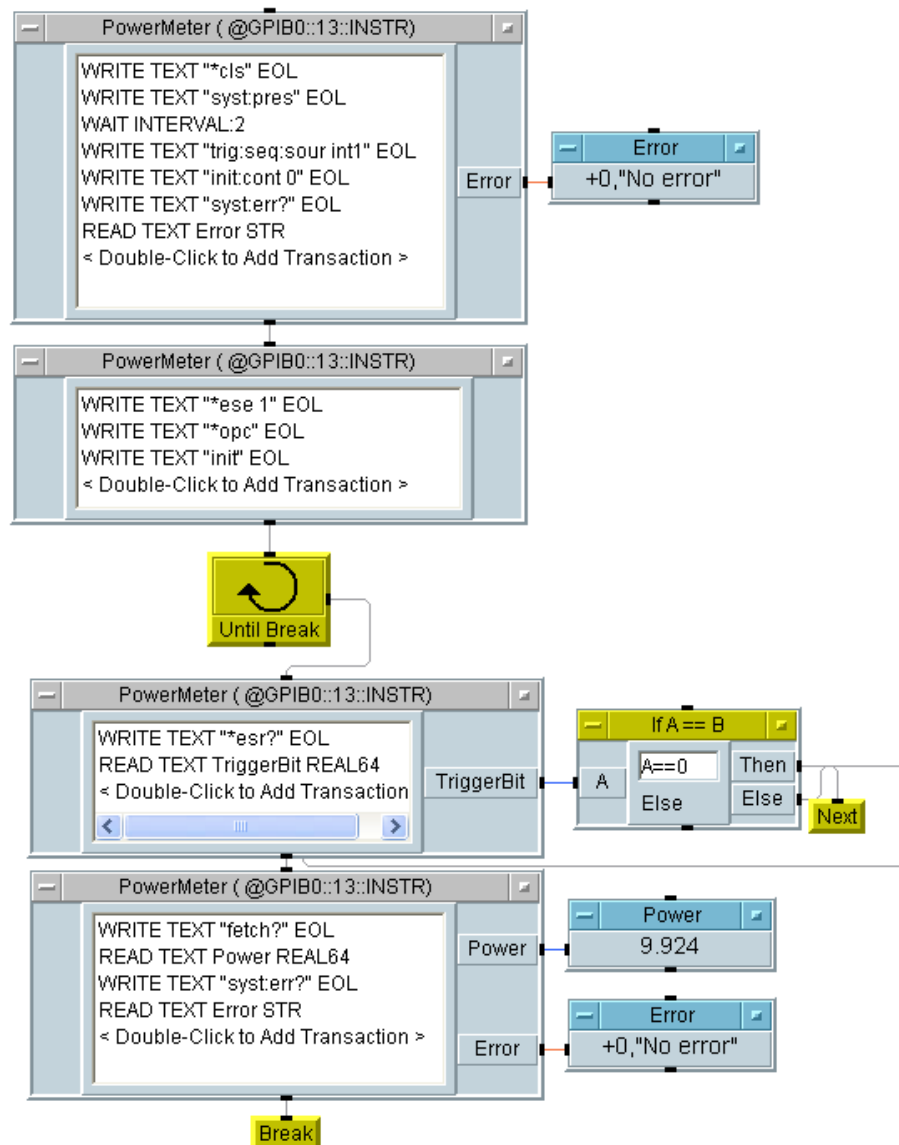 PowerMeter ( @GPIB0::13::INSTR)
WRITE TEXT "*cls" EOL
WRITE TEXT "syst:pres" EOL
WAIT INTERVAL:2
WRITE TEXT "trig:seq:sour int1" EOL
WRITE TEXT "init:cont 0" EOL
WRITE TEXT "syst:err?" EOL
READ TEXT Error STR
< Double-Click to Add Transaction >
Error
Error
+0,"No error"
PowerMeter ( @GPIB0::13::INSTR)
WRITE TEXT "*ese 1" EOL
WRITE TEXT "*opc" EOL
WRITE TEXT "init" EOL
< Double-Click to Add Transaction >
Until Break
PowerMeter ( @GPIB0::13::INSTR)
WRITE TEXT "*esr?" EOL
READ TEXT TriggerBit REAL64
< Double-Click to Add Transaction
TriggerBit
If A == B
A
A==0
Else
Then
Else
Next
PowerMeter ( @GPIB0::13::INSTR)
WRITE TEXT "fetch?" EOL
READ TEXT Power REAL64
WRITE TEXT "syst:err?" EOL
READ TEXT Error STR
< Double-Click to Add Transaction >
Power
Error
Power
9.924
Error
+0,"No error"
Break